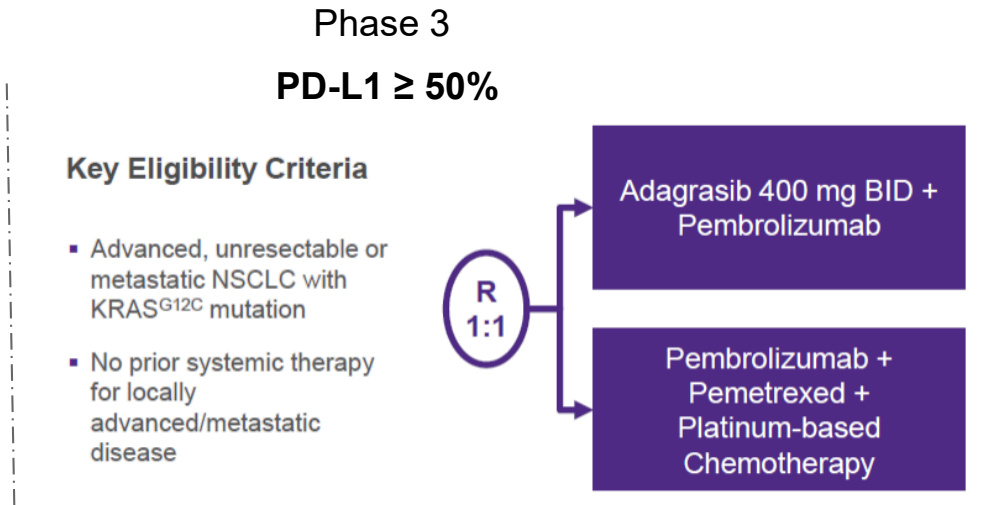 Phase 3
PD-L1 ≥ 50%
Key Eligibility Criteria
▪ Advanced, unresectable or
metastatic NSCLC with
KRASᴳ¹²ᶜ mutation
▪ No prior systemic therapy
for locally
advanced/metastatic
disease
R
1:1
Adagrasib 400 mg BID +
Pembrolizumab
Pembrolizumab +
Pemetrexed +
Platinum-based
Chemotherapy